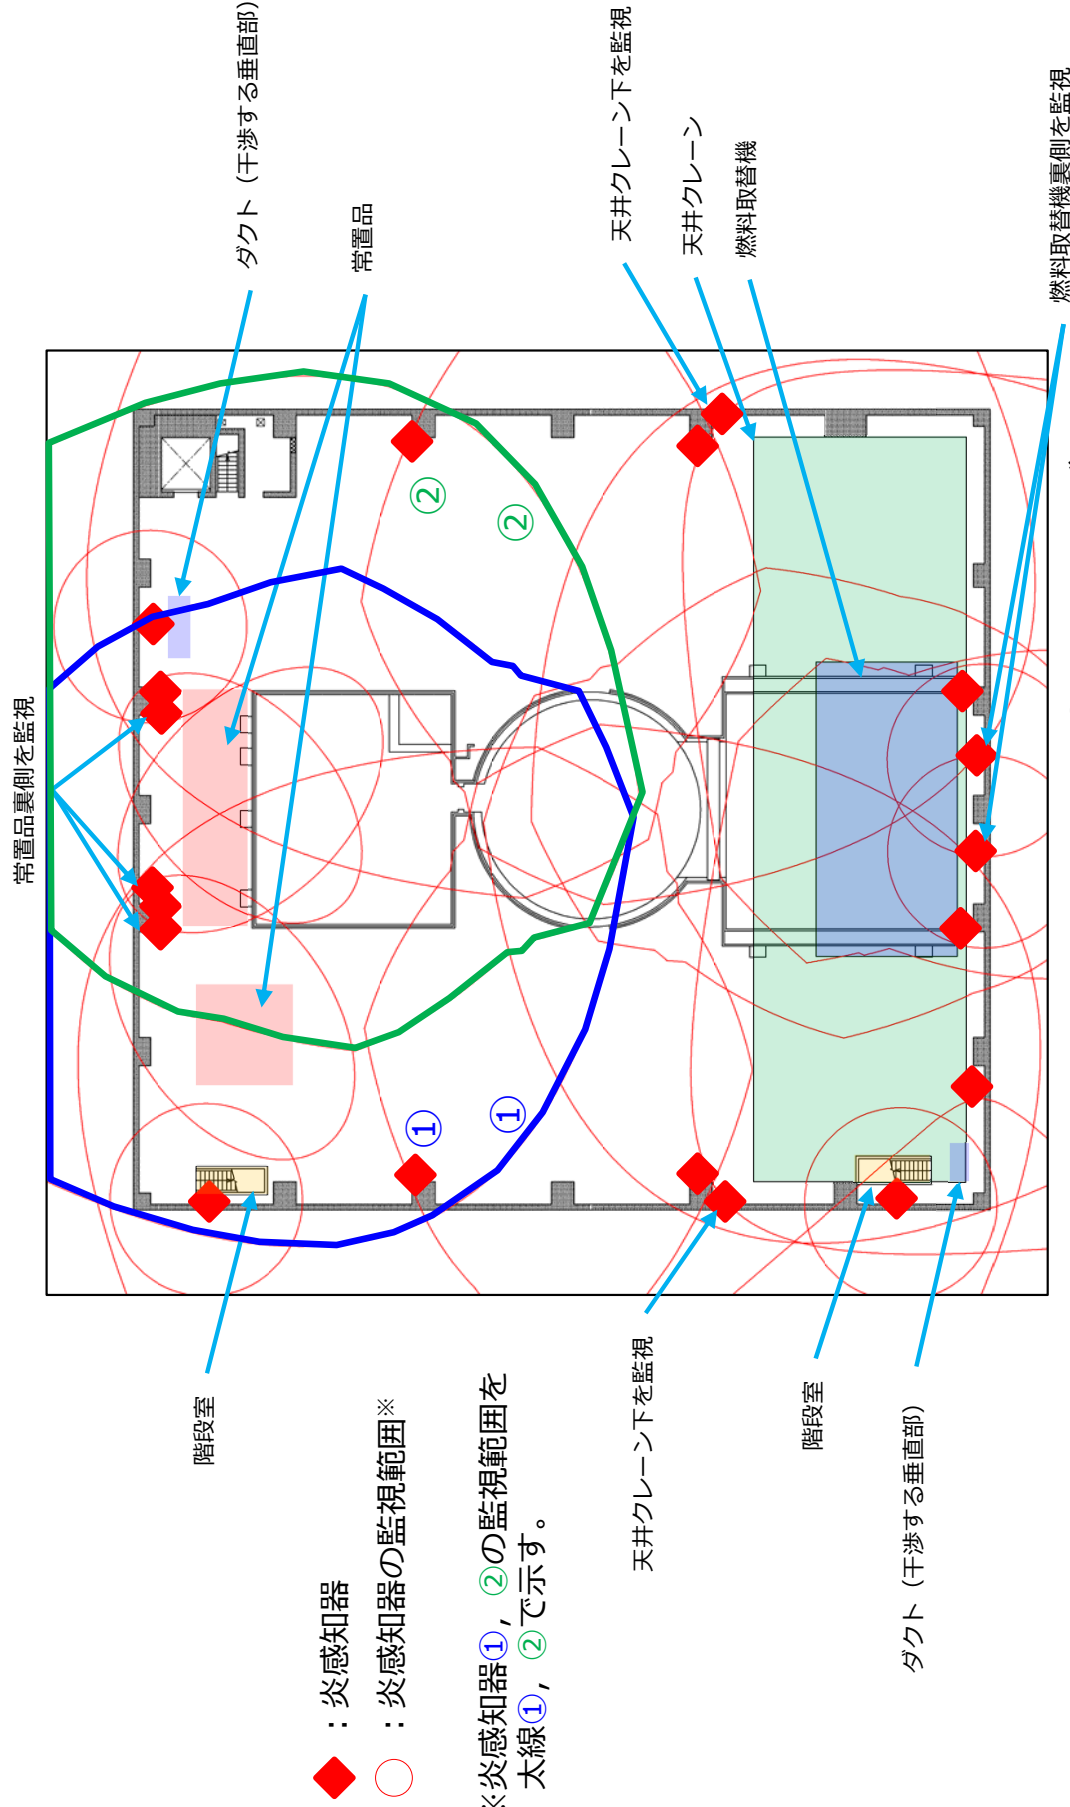 常置品裏側を監視
ダクト（干渉する垂直部）
常置品
天井クレーン下を監視
天井クレーン
燃料取替機
燃料取替機裏側を監視
②
②
①
①
階段室
天井クレーン下を監視
階段室
ダクト（干渉する垂直部）
：炎感知器
：炎感知器の監視範囲※
※炎感知器①，②の監視範囲を
太線①，②で示す。